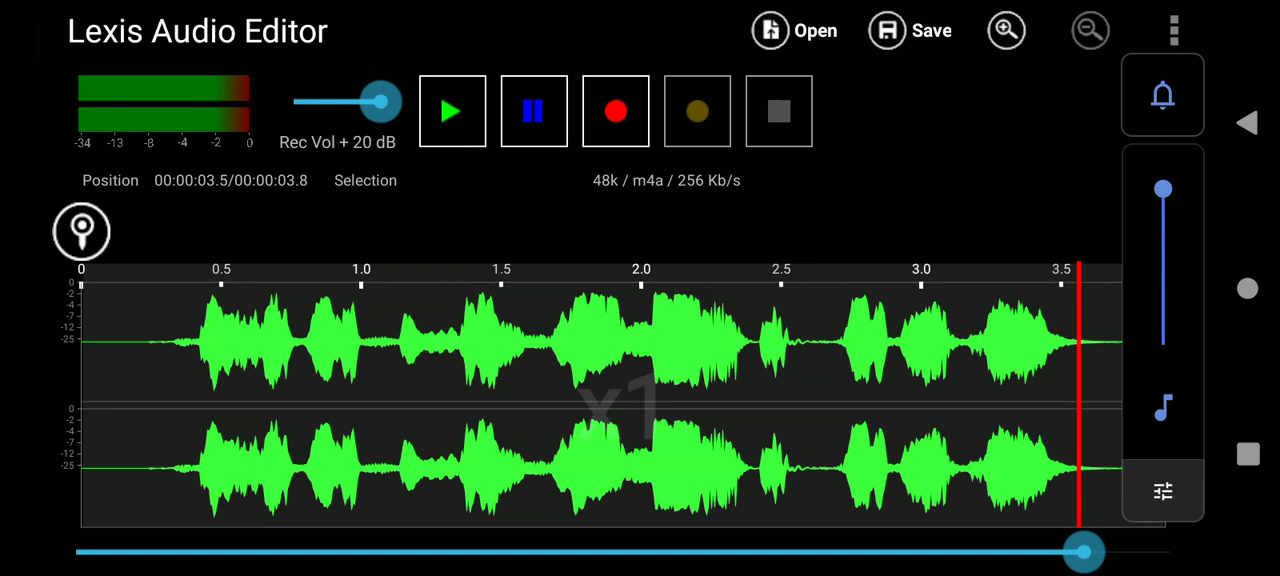 Lexis Audio Editor
Open
Save
-34 -13 -8 -4 -2 0
Rec Vol + 20 dB
Position 00:00:03.5/00:00:03.8 Selection 48k / m4a / 256 Kb/s
0 0.5 1.0 1.5 2.0 2.5 3.0 3.5
0
-2
-4
-7
-12
-25
x1
0
-2
-4
-7
-12
-25